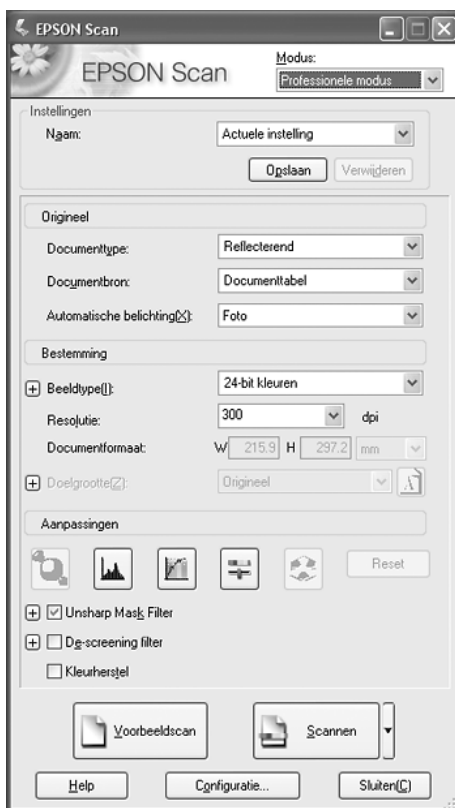 EPSON Scan
EPSON Scan
Modus:
Professionele modus
Instellingen
Naam:
Actuele instelling
Opslaan
Verwijderen
Origineel
Documenttype:
Reflecterend
Documentbron:
Documenttabel
Automatische belichting(X):
Foto
Bestemming
Beeldtype(I):
24-bit kleuren
Resolutie:
300
dpi
Documentformaat:
W 215.9 H 297.2 mm
Doelgrootte(Z):
Origineel
A
Aanpassingen
Reset
Unsharp Mask Filter
De-screening filter
Kleurherstel
Voorbeeldscan
Scannen
Help
Configuratie...
Sluiten(C)